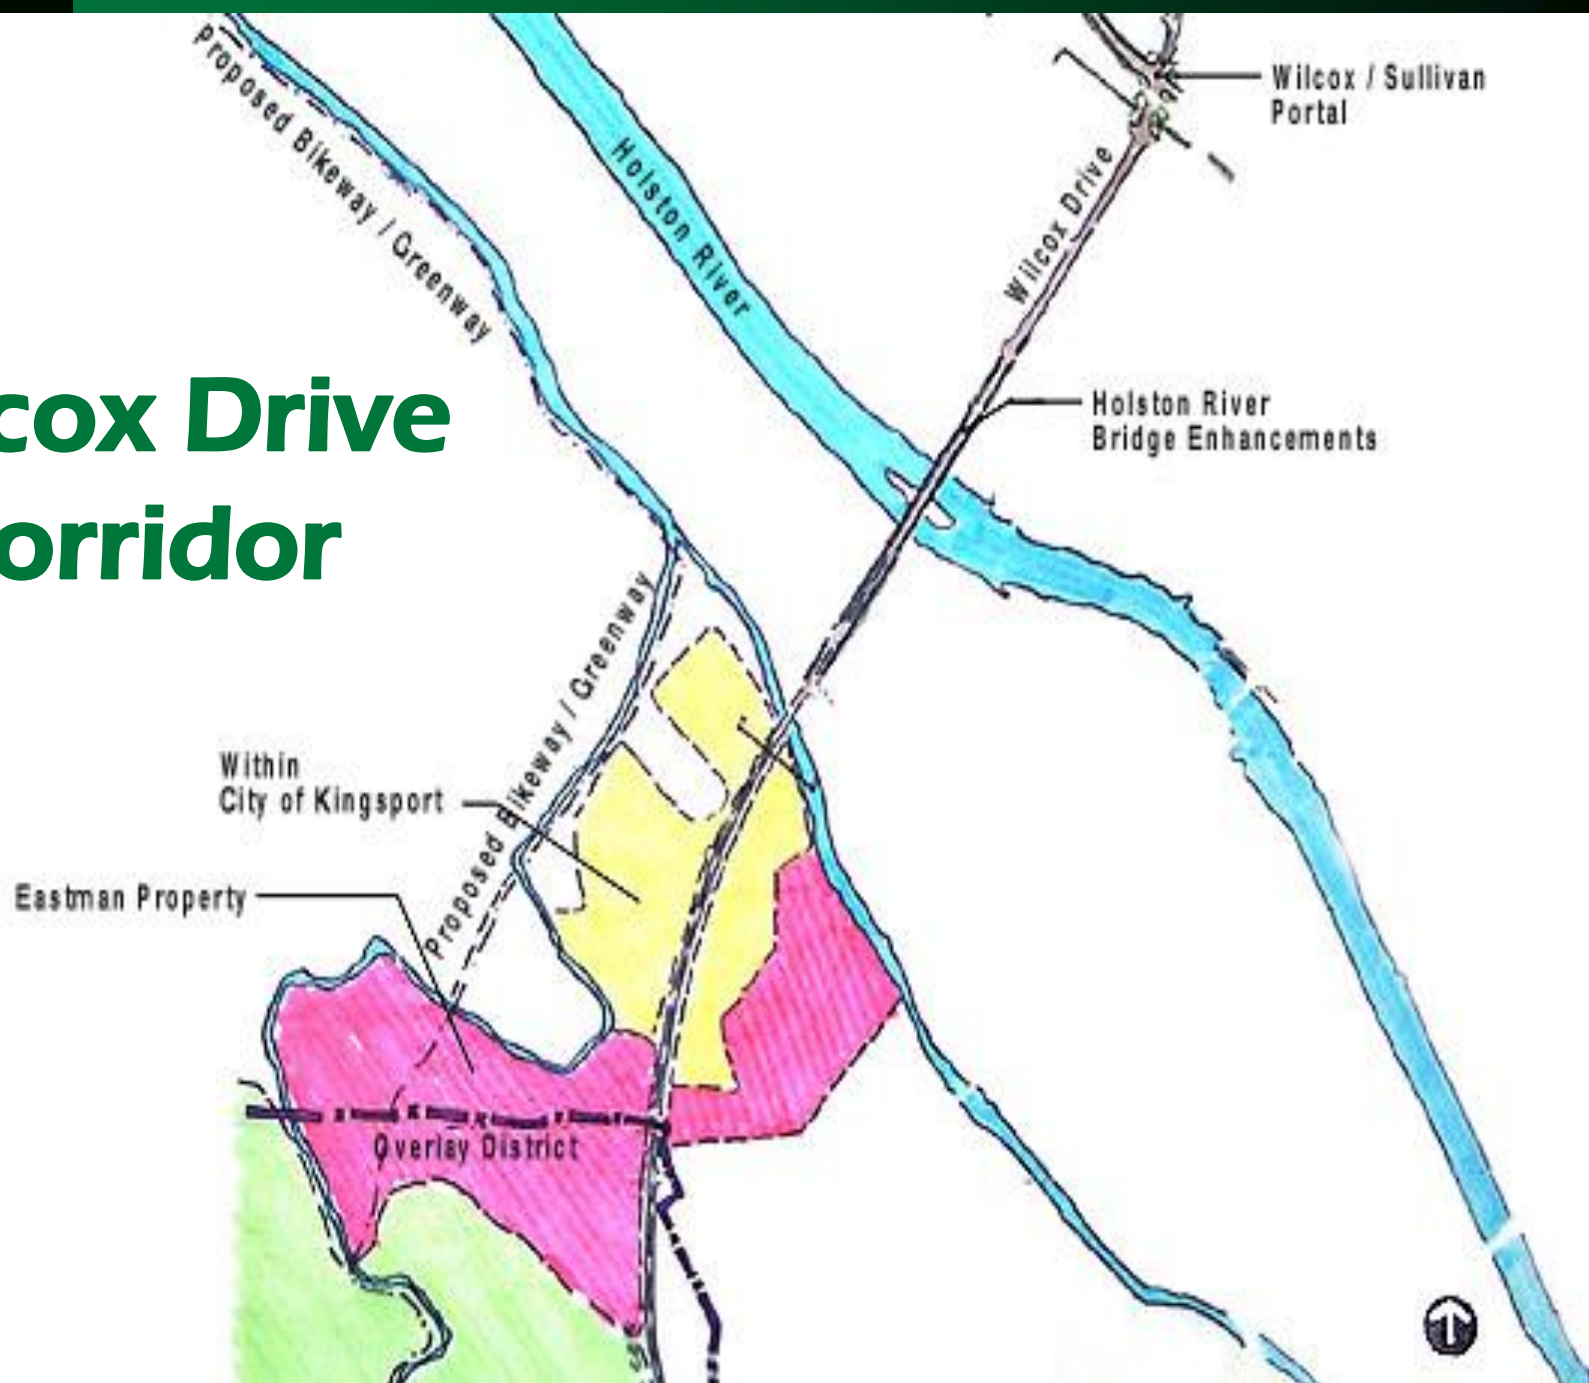 Wilcox / Sullivan
Portal
proposed Bikeway / Greenway
Holston River
Wilcox Drive
cox Drive
orridor
Holston River
Bridge Enhancements
Proposed Bikeway / Greenway
Within
City of Kingsport
Eastman Property
Overlay District